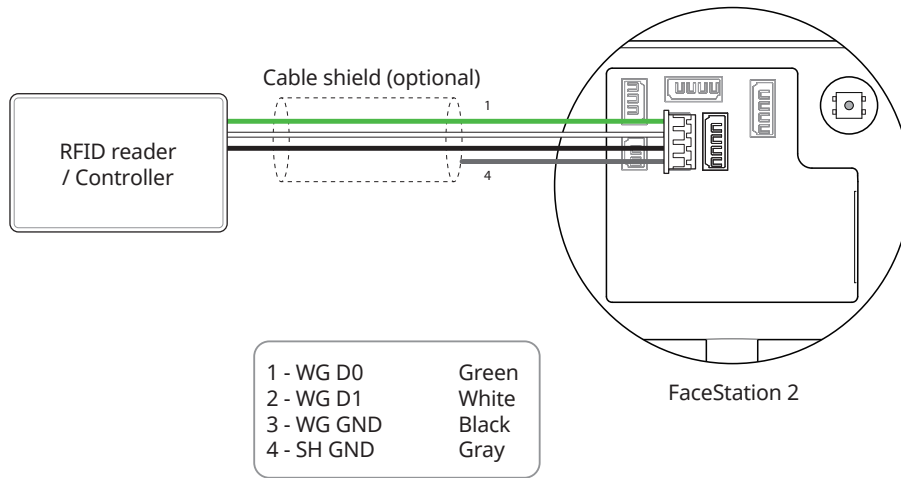 Cable shield (optional)
1
RFID reader
/ Controller
4
1 - WG D0 Green
2 - WG D1 White
3 - WG GND Black
4 - SH GND Gray
FaceStation 2